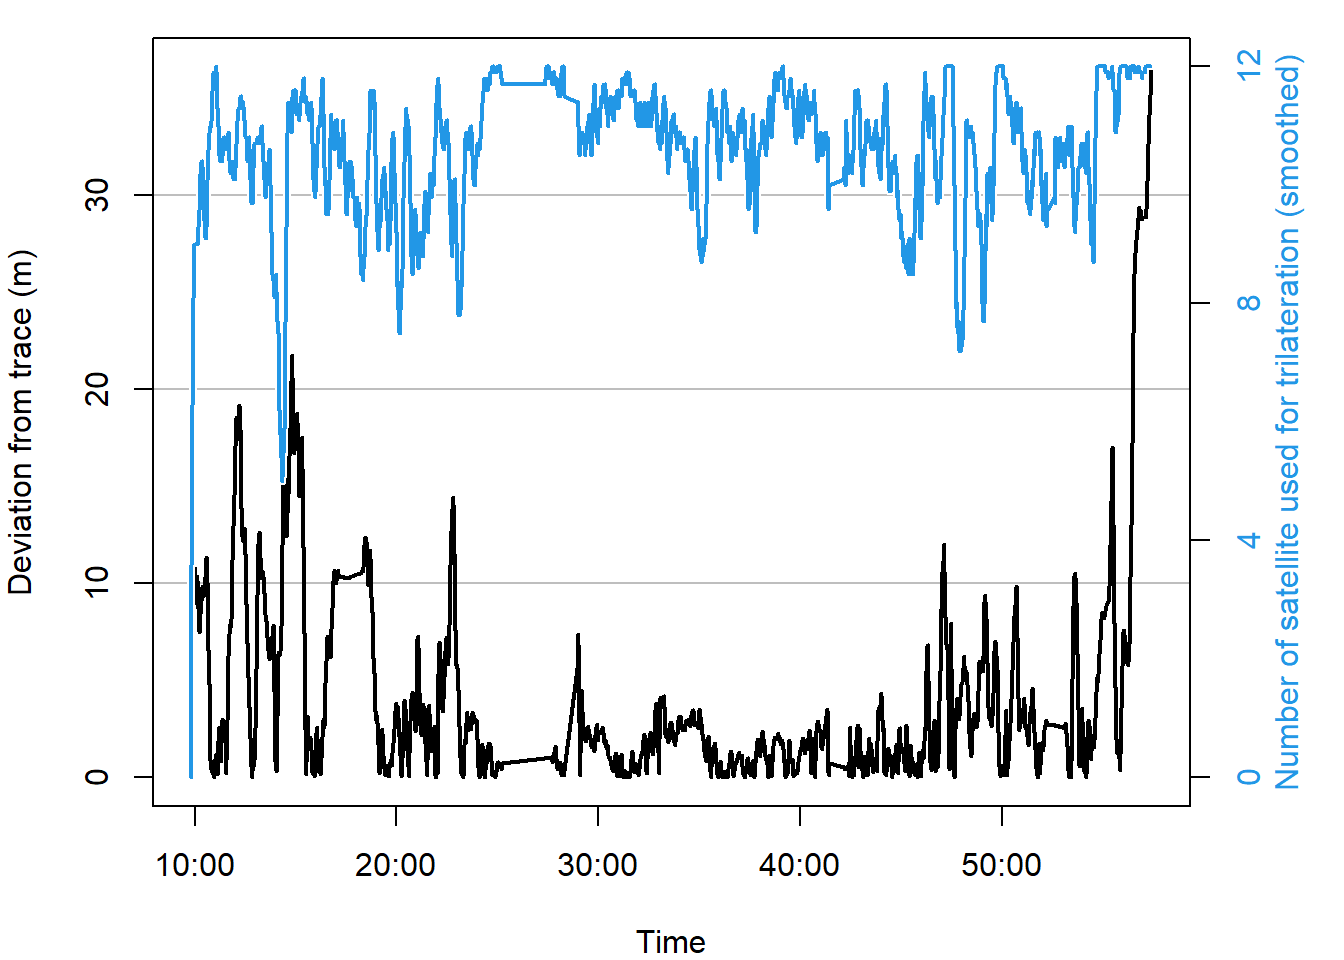 Deviation from trace (m)
30
20
10
0
12
8
4
0
Number of satellite used for trilateration (smoothed)
10:00 20:00 30:00 40:00 50:00
Time